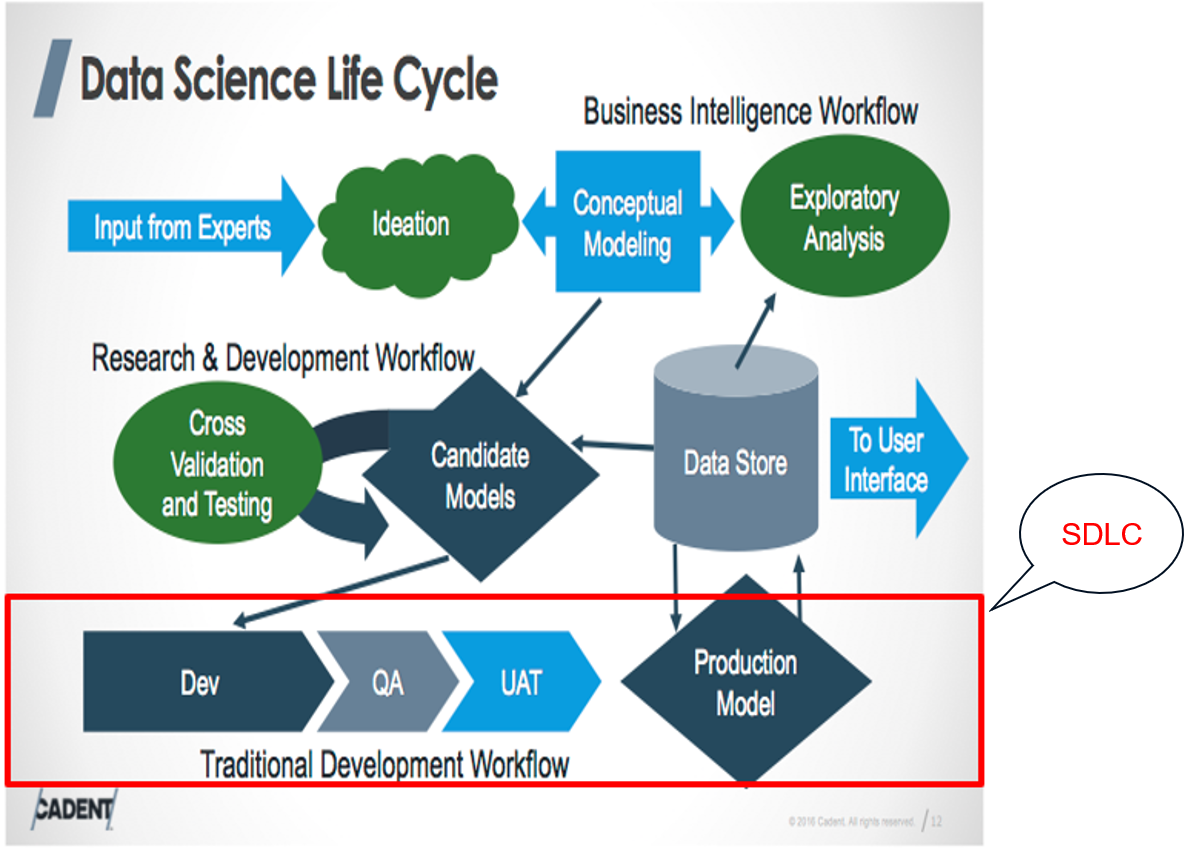 Data Science Life Cycle
Business Intelligence Workflow
Input from Experts
Ideation
Conceptual
Modeling
Exploratory
Analysis
Research & Development Workflow
Cross
Validation
and Testing
Candidate
Models
Data Store
To User
Interface
SDLC
Dev
QA
UAT
Production
Model
Traditional Development Workflow
CADENT
© 2016 Cadent. All rights reserved. / 12